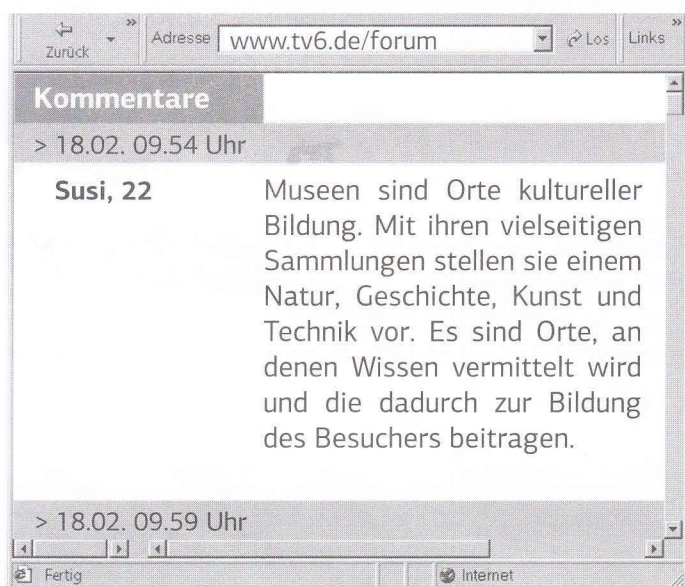 Zurück » Adresse www.tv6.de/forum Los Links »
Kommentare
> 18.02. 09.54 Uhr
Susi, 22 Museen sind Orte kultureller
Bildung. Mit ihren vielseitigen
Sammlungen stellen sie einem
Natur, Geschichte, Kunst und
Technik vor. Es sind Orte, an
denen Wissen vermittelt wird
und die dadurch zur Bildung
des Besuchers beitragen.
> 18.02. 09.59 Uhr
Fertig Internet